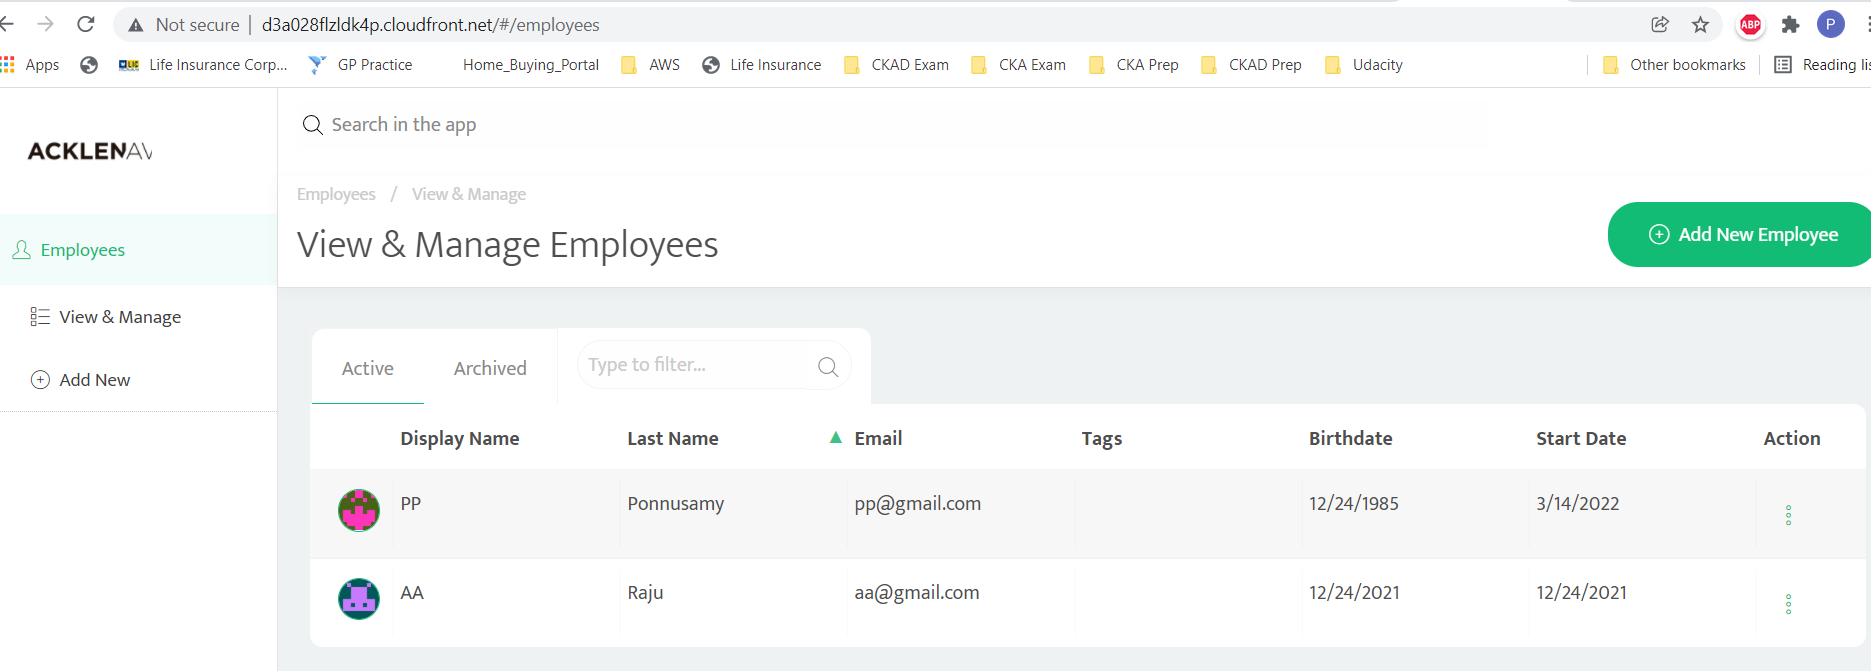 Not secure | d3a028flzldk4p.cloudfront.net/#/employees ABP P
Apps LIC Life Insurance Corp... GP Practice Home_Buying_Portal AWS Life Insurance CKAD Exam CKA Exam CKA Prep CKAD Prep Udacity Other bookmarks Reading lis
Search in the app
ACKLENAV
Employees / View & Manage
View & Manage Employees
Add New Employee
Employees
View & Manage
Add New
Active Archived Type to filter...
Display Name Last Name Email Tags Birthdate Start Date Action
PP Ponnusamy pp@gmail.com 12/24/1985 3/14/2022
AA Raju aa@gmail.com 12/24/2021 12/24/2021